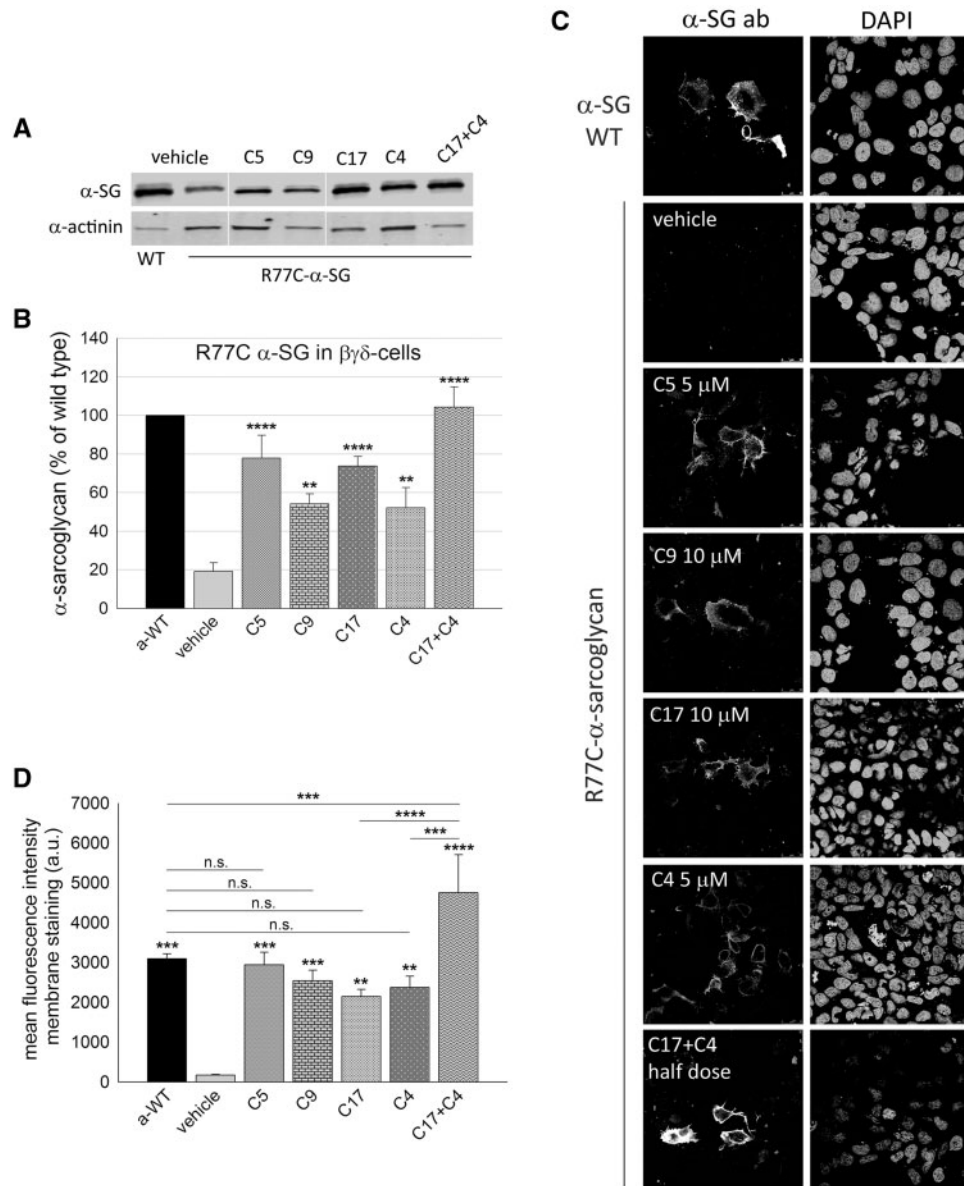 A
vehicle C5 C9 C17 C4 C17+C4
α-SG
α-actinin
WT
R77C-α-SG
B
R77C α-SG in βγδ-cells
α-sarcoglycan (% of wild type)
140
120
100
80
60
40
20
0
**** ** **** ** ****
a-WT vehicle C5 C9 C17 C4 C17+C4
D
mean fluorescence intensity
membrane staining (a.u.)
7000
6000
5000
4000
3000
2000
1000
0
***
****
***
****
n.s.
n.s.
n.s.
n.s.
*** *** *** ** **
a-WT vehicle C5 C9 C17 C4 C17+C4
C
α-SG ab DAPI
α-SG
WT
R77C-α-sarcoglycan
vehicle
C5 5 μM
C9 10 μM
C17 10 μM
C4 5 μM
C17+C4
half dose